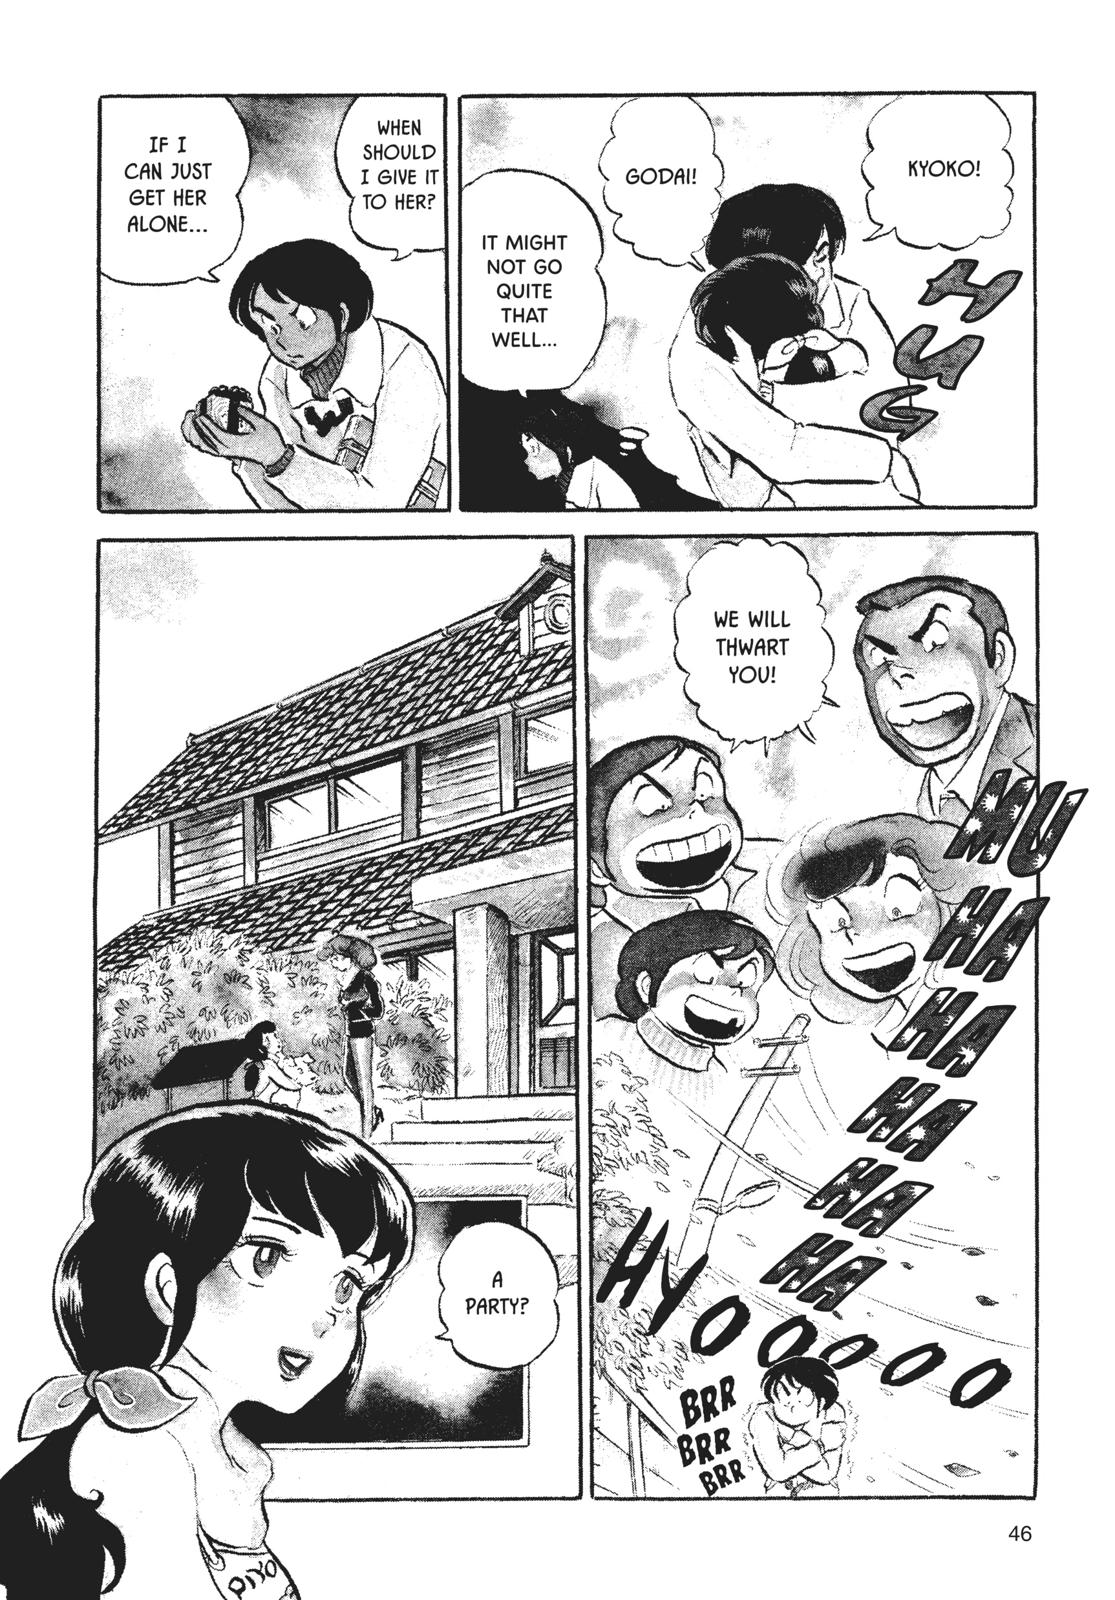 KYOKO!
GODAI!
HUG
IT MIGHT
NOT GO
QUITE
THAT
WELL...
WHEN
SHOULD
I GIVE IT
TO HER?
IF I
CAN JUST
GET HER
ALONE...
WE WILL
THWART
YOU!
MU
HA
HA
HA
HA
HA
HA
HA
HA
HYOOOOOO
BRR
BRR
BRR
A
PARTY?
PIYO
46